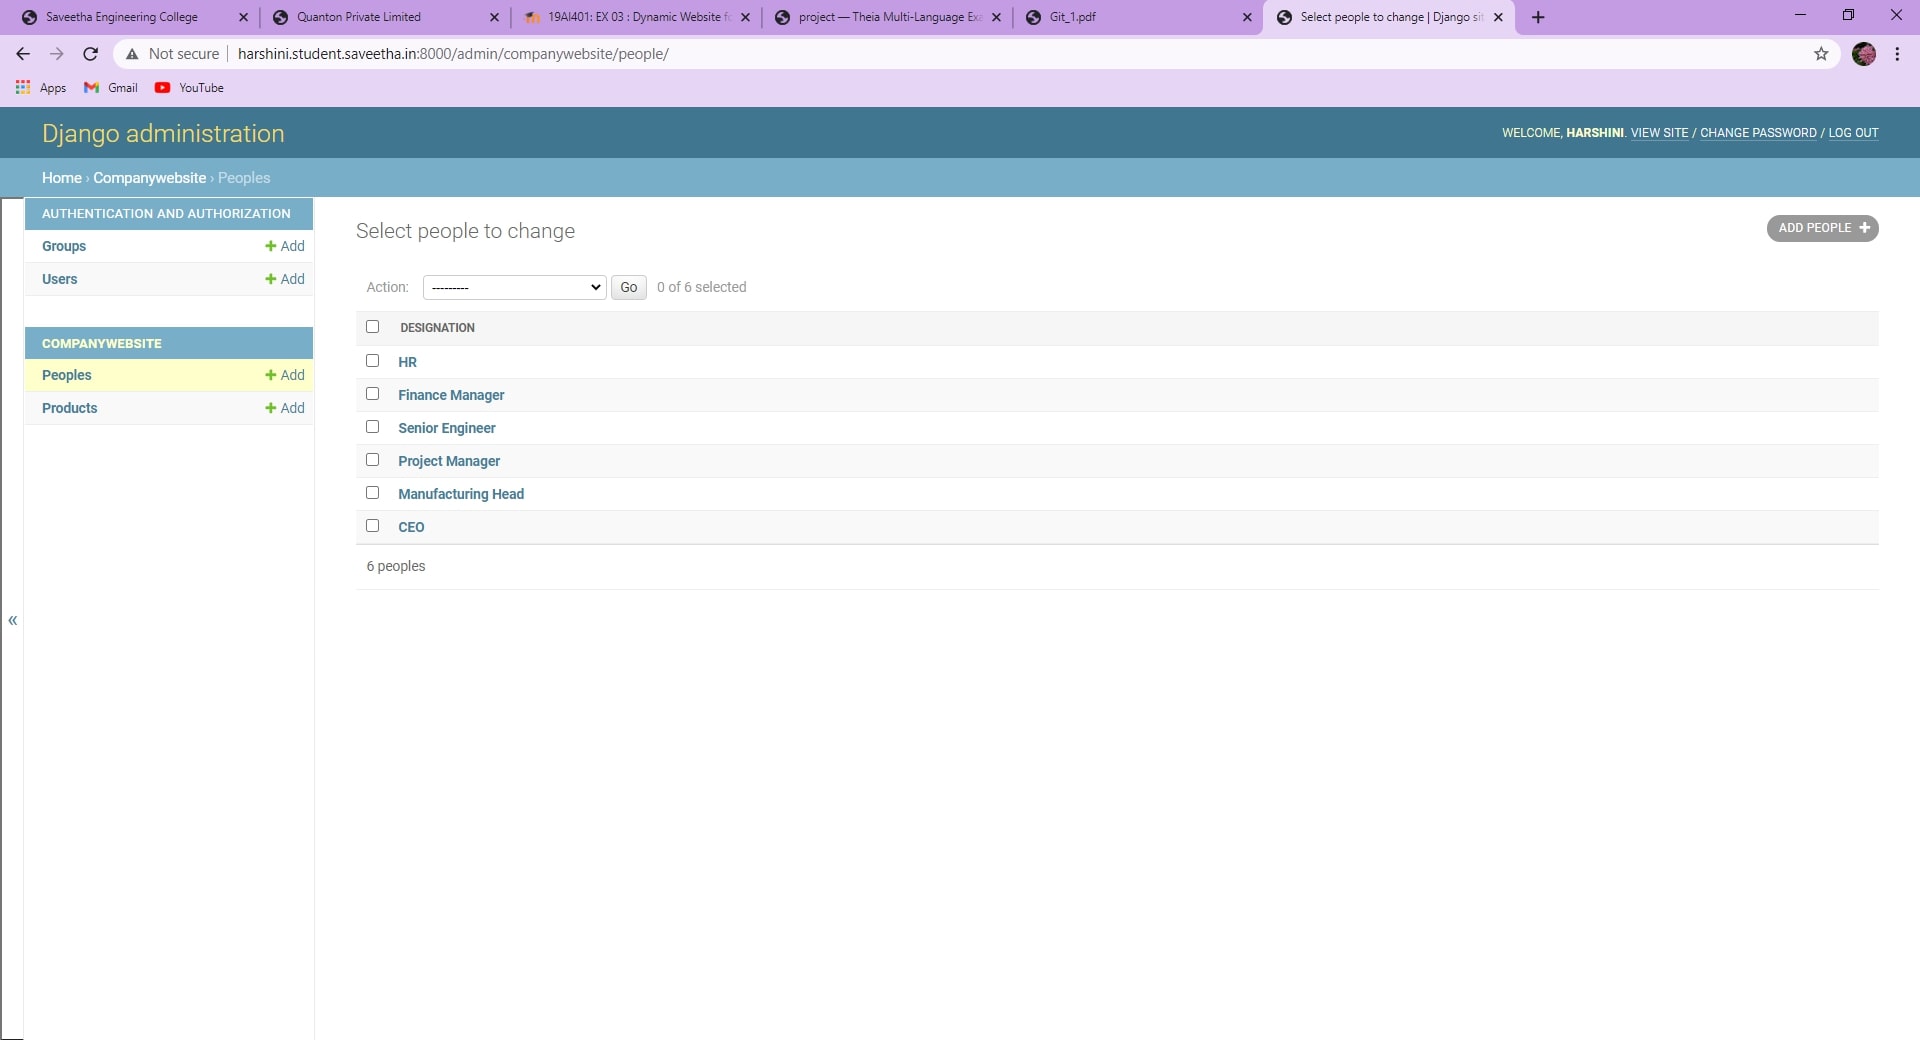 Saveetha Engineering College
Quanton Private Limited
19AI401: EX 03 : Dynamic Website fo
project — Theia Multi-Language Exa
Git_1.pdf
Select people to change | Django sit
Not secure harshini.student.saveetha.in:8000/admin/companywebsite/people/
Apps Gmail YouTube
Django administration
WELCOME, HARSHINI. VIEW SITE / CHANGE PASSWORD / LOG OUT
Home › Companywebsite › Peoples
AUTHENTICATION AND AUTHORIZATION
Groups + Add
Users + Add
COMPANYWEBSITE
Peoples + Add
Products + Add
«
Select people to change
ADD PEOPLE +
Action: --------- Go 0 of 6 selected
DESIGNATION
HR
Finance Manager
Senior Engineer
Project Manager
Manufacturing Head
CEO
6 peoples